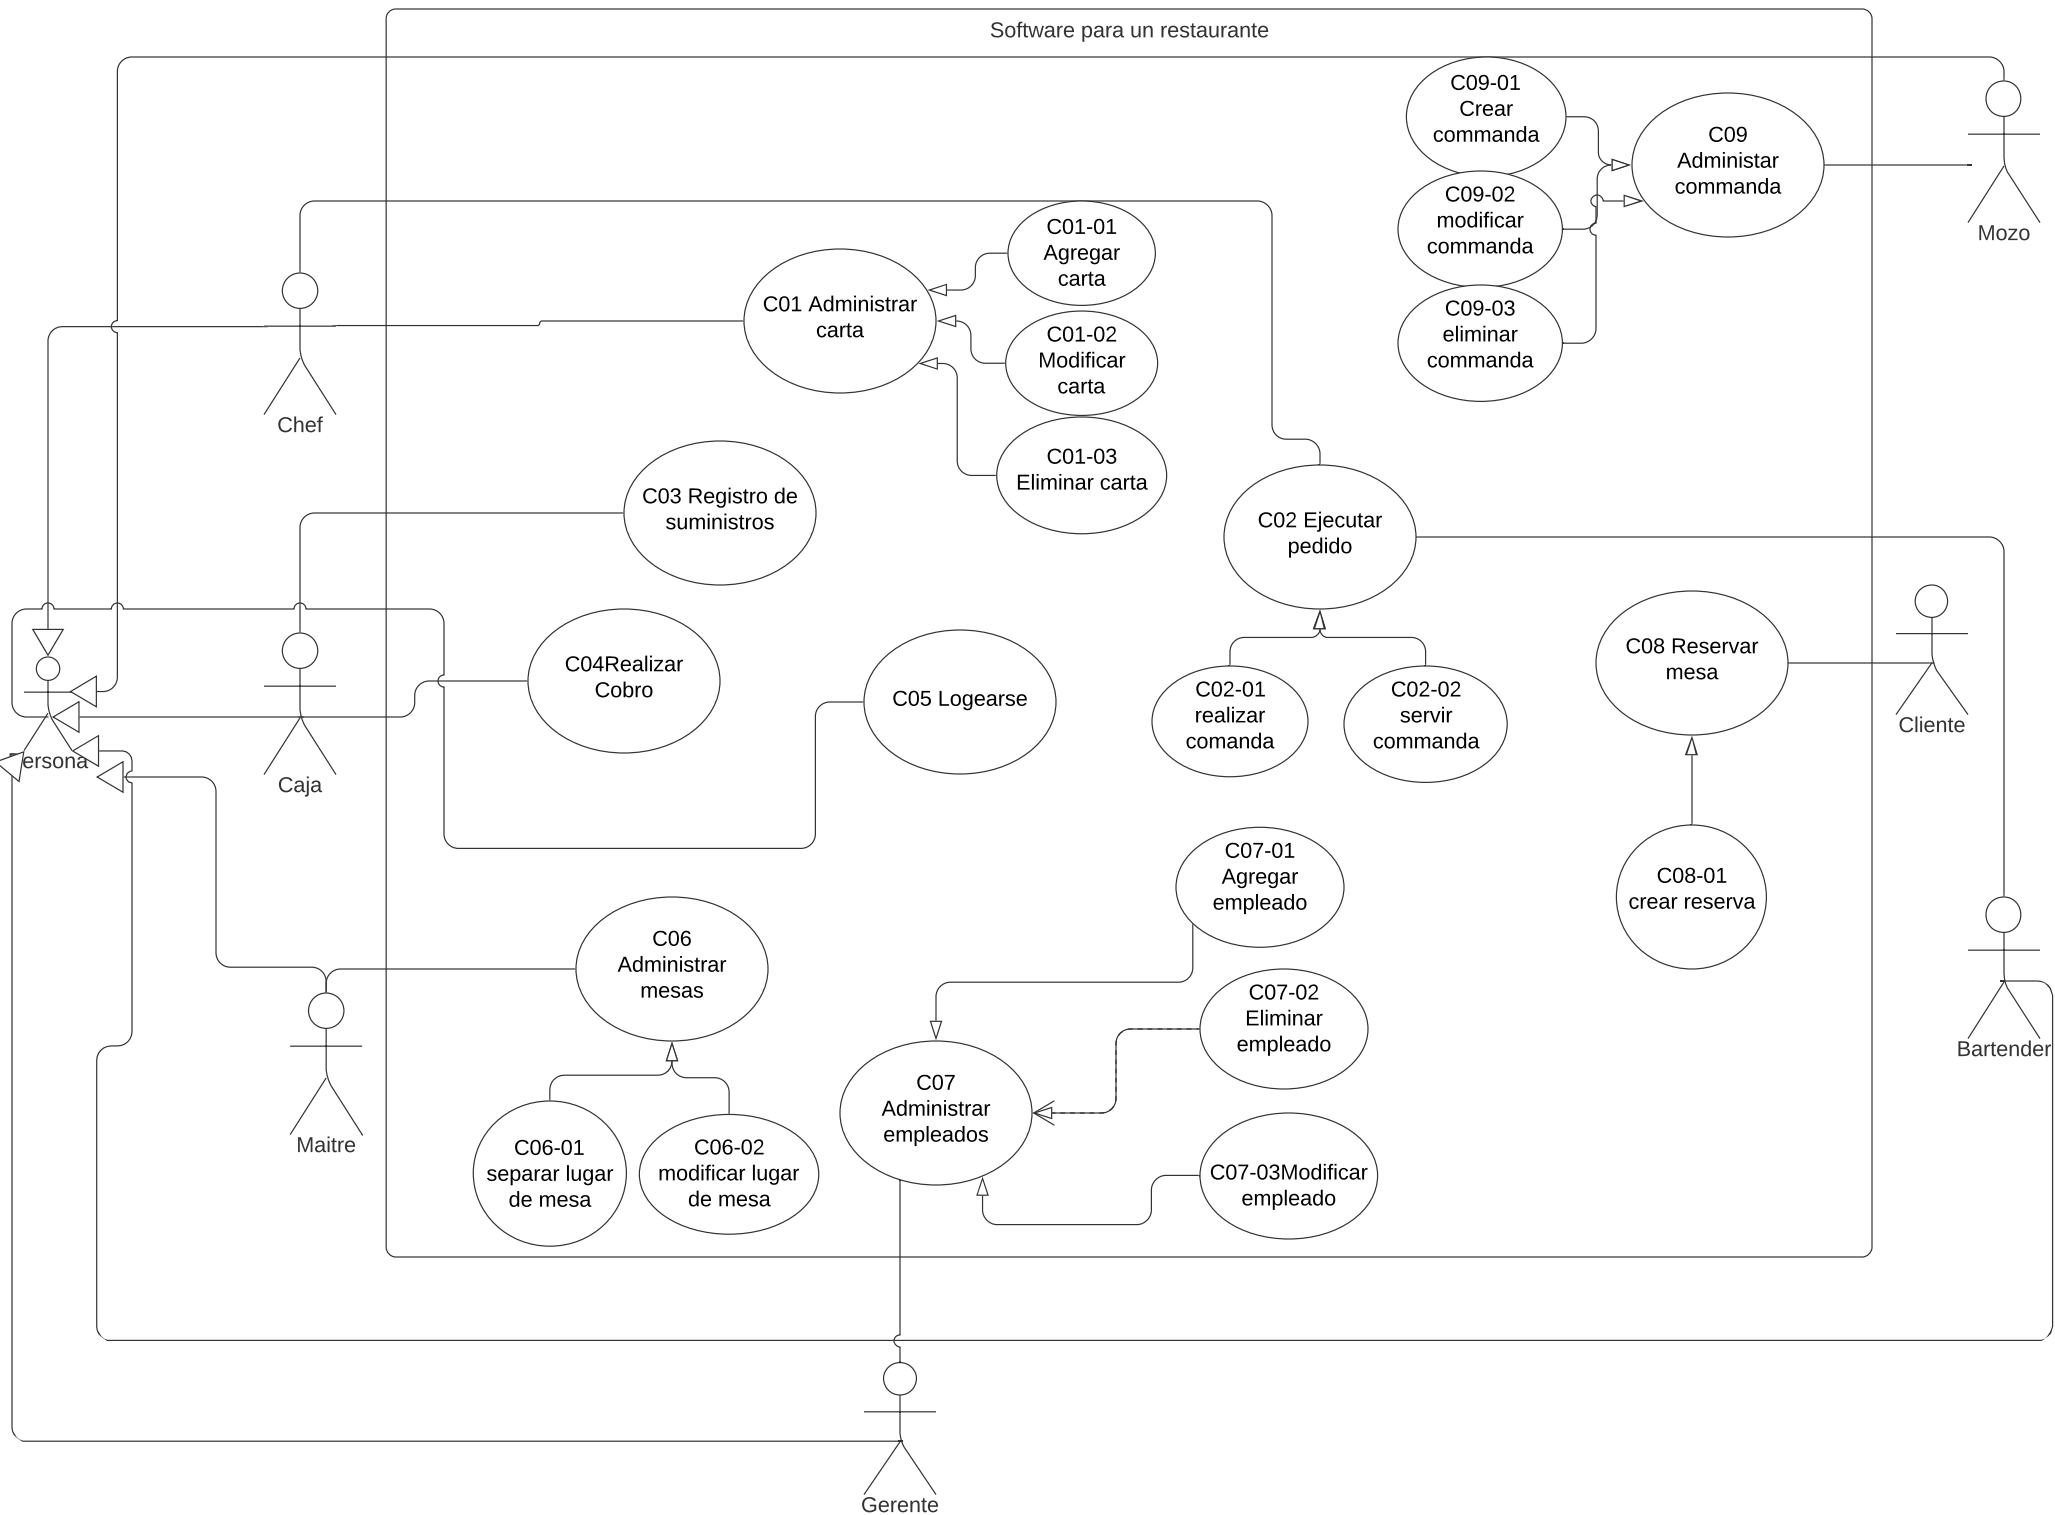 Software para un restaurante
C09-01
Crear
commanda
C09
Administar
commanda
C09-02
modificar
commanda
C09-03
eliminar
commanda
Mozo
C01-01
Agregar
carta
C01 Administrar
carta
C01-02
Modificar
carta
C01-03
Eliminar carta
Chef
C03 Registro de
suministros
C02 Ejecutar
pedido
C04Realizar
Cobro
C05 Logearse
C02-01
realizar
comanda
C02-02
servir
commanda
C08 Reservar
mesa
Cliente
Persona
Caja
C07-01
Agregar
empleado
C08-01
crear reserva
C06
Administrar
mesas
C07-02
Eliminar
empleado
Bartender
C07
Administrar
empleados
Maitre
C06-01
separar lugar
de mesa
C06-02
modificar lugar
de mesa
C07-03Modificar
empleado
Gerente